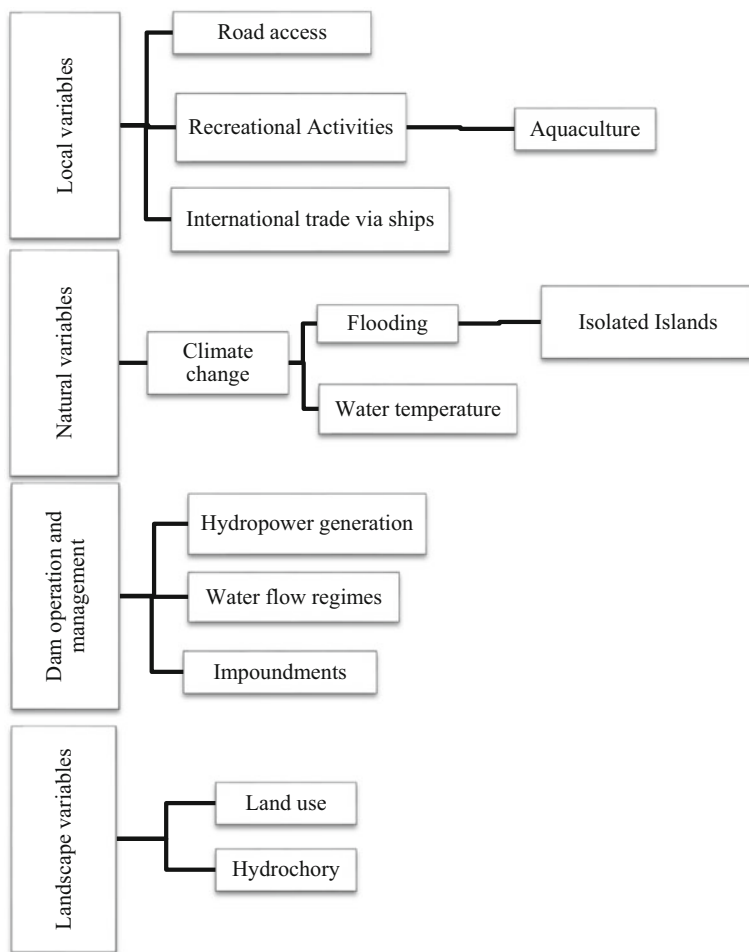 Local variables
Road access
Recreational Activities
Aquaculture
International trade via ships
Natural variables
Climate
change
Flooding
Isolated Islands
Water temperature
Dam operation and
management
Hydropower generation
Water flow regimes
Impoundments
Landscape variables
Land use
Hydrochory